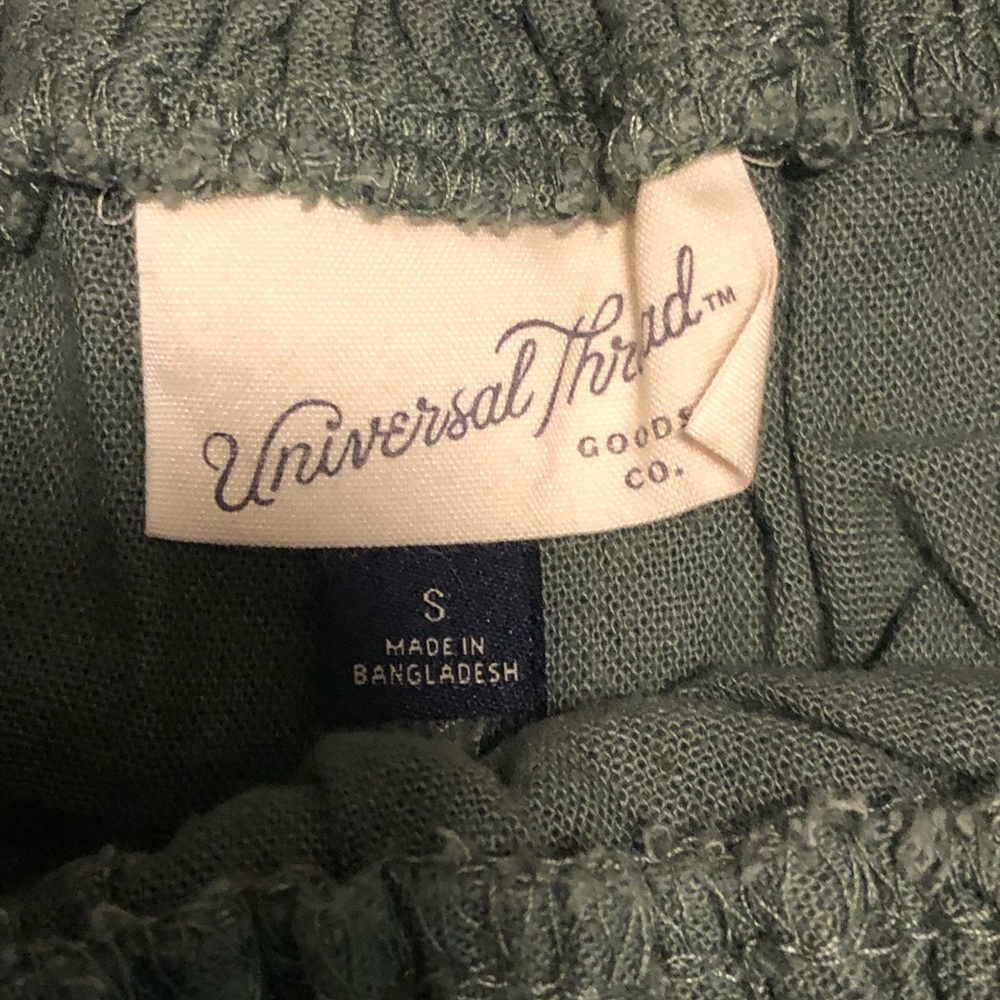 Universal Thread™
GOODS
CO.
S
MADE IN
BANGLADESH